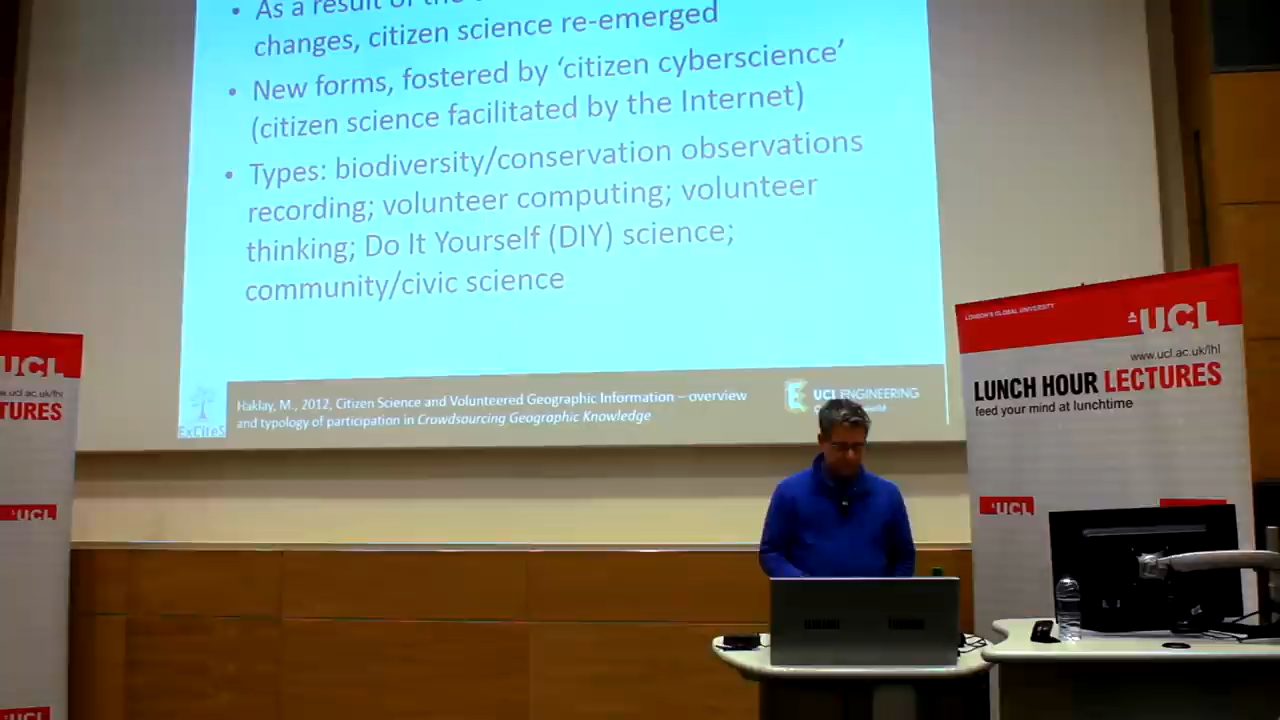 • As a result of the
changes, citizen science re-emerged
• New forms, fostered by ‘citizen cyberscience’
(citizen science facilitated by the Internet)
• Types: biodiversity/conservation observations
recording; volunteer computing; volunteer
thinking; Do It Yourself (DIY) science;
community/civic science
ExCiteS
Haklay, M., 2012, Citizen Science and Volunteered Geographic Information – overview
and typology of participation in Crowdsourcing Geographic Knowledge
UCL ENGINEERING
UCL
TURES
UCL
UCL
LONDON'S GLOBAL UNIVERSITY
UCL
www.ucl.ac.uk/lhl
LUNCH HOUR LECTURES
feed your mind at lunchtime
UCL